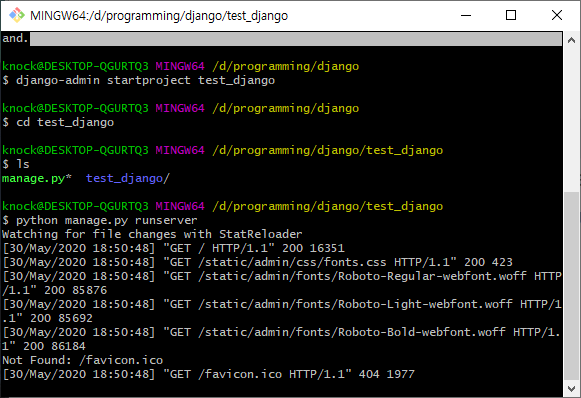 MINGW64:/d/programming/django/test_django
and.
knock@DESKTOP-QGURTQ3 MINGW64 /d/programming/django
$ django-admin startproject test_django
knock@DESKTOP-QGURTQ3 MINGW64 /d/programming/django
$ cd test_django
knock@DESKTOP-QGURTQ3 MINGW64 /d/programming/django/test_django
$ ls
manage.py*  test_django/
knock@DESKTOP-QGURTQ3 MINGW64 /d/programming/django/test_django
$ python manage.py runserver
Watching for file changes with StatReloader
[30/May/2020 18:50:48] "GET / HTTP/1.1" 200 16351
[30/May/2020 18:50:48] "GET /static/admin/css/fonts.css HTTP/1.1" 200 423
[30/May/2020 18:50:48] "GET /static/admin/fonts/Roboto-Regular-webfont.woff HTTP
/1.1" 200 85876
[30/May/2020 18:50:48] "GET /static/admin/fonts/Roboto-Light-webfont.woff HTTP/1
.1" 200 85692
[30/May/2020 18:50:48] "GET /static/admin/fonts/Roboto-Bold-webfont.woff HTTP/1.
1" 200 86184
Not Found: /favicon.ico
[30/May/2020 18:50:48] "GET /favicon.ico HTTP/1.1" 404 1977